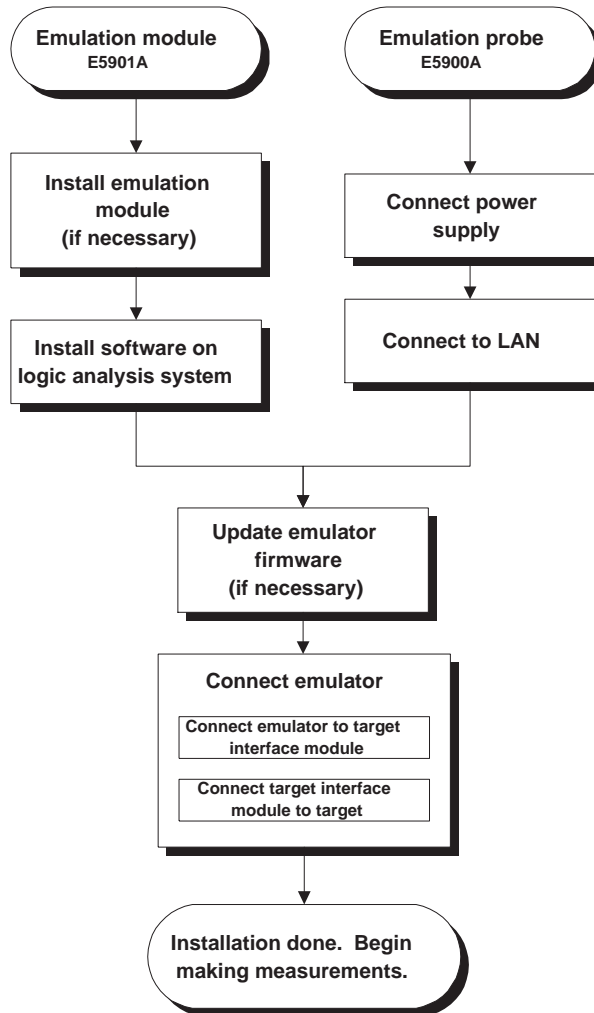 Emulation module
E5901A
Emulation probe
E5900A
Install emulation
module
(if necessary)
Connect power
supply
Install software on
logic analysis system
Connect to LAN
Update emulator
firmware
(if necessary)
Connect emulator
Connect emulator to target
interface module
Connect target interface
module to target
Installation done.  Begin
making measurements.